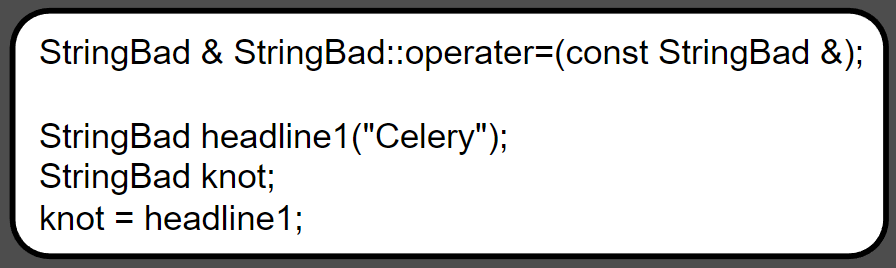 StringBad & StringBad::operater=(const StringBad &);
StringBad headline1("Celery");
StringBad knot;
knot = headline1;